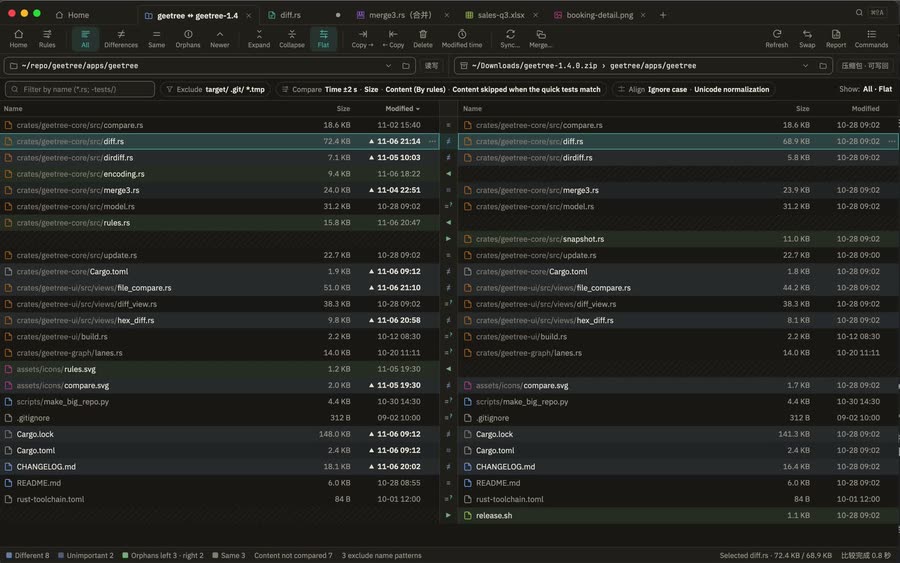 Home
geetree ⇔ geetree-1.4 ×
diff.rs
merge3.rs（合并） ×
sales-q3.xlsx ×
booking-detail.png ×
+
Home Rules All Differences Same Orphans Newer Expand Collapse Flat Copy→ ←Copy Delete Modified time Sync... Merge... Refresh Swap Report Commands
~/repo/geetree/apps/geetree 读写 ~/Downloads/geetree-1.4.0.zip › geetree/apps/geetree 压缩包 · 可写回
Filter by name (*.rs; -tests/) Exclude target/ .git/ *.tmp Compare Time ±2 s · Size · Content (By rules) · Content skipped when the quick tests match Align Ignore case · Unicode normalization Show: All · Flat
Name Size Modified Name Size Modified
crates/geetree-core/src/compare.rs 18.6 KB 11-02 15:40 = crates/geetree-core/src/compare.rs 18.6 KB 10-28 09:02
crates/geetree-core/src/diff.rs 72.4 KB ▲ 11-06 21:14 ··· ≠ crates/geetree-core/src/diff.rs 68.9 KB 10-28 09:02 ···
crates/geetree-core/src/dirdiff.rs 7.1 KB ▲ 11-05 10:03 ≠ crates/geetree-core/src/dirdiff.rs 5.8 KB 10-28 09:02
crates/geetree-core/src/encoding.rs 9.4 KB 11-06 18:22 ◀
crates/geetree-core/src/merge3.rs 24.0 KB ▲ 11-04 22:51 crates/geetree-core/src/merge3.rs 23.9 KB 10-28 09:02
crates/geetree-core/src/model.rs 31.2 KB 10-28 09:02 =? crates/geetree-core/src/model.rs 31.2 KB 10-28 09:02
crates/geetree-core/src/rules.rs 15.8 KB 11-06 20:47 ◀
▶ crates/geetree-core/src/snapshot.rs 11.0 KB 10-28 09:02
crates/geetree-core/src/update.rs 22.7 KB 10-28 09:02 = crates/geetree-core/src/update.rs 22.7 KB 10-28 09:00
crates/geetree-core/Cargo.toml 1.9 KB ▲ 11-06 09:12 ≠ crates/geetree-core/Cargo.toml 1.8 KB 10-28 09:02
crates/geetree-ui/src/views/file_compare.rs 51.0 KB ▲ 11-06 21:10 ≠ crates/geetree-ui/src/views/file_compare.rs 44.2 KB 10-28 09:02
crates/geetree-ui/src/views/diff_view.rs 38.3 KB 10-28 09:02 =? crates/geetree-ui/src/views/diff_view.rs 38.3 KB 10-28 09:02
crates/geetree-ui/src/views/hex_diff.rs 9.8 KB ▲ 11-06 20:58 ≠ crates/geetree-ui/src/views/hex_diff.rs 8.1 KB 10-28 09:02
crates/geetree-ui/build.rs 2.2 KB 10-12 08:30 =? crates/geetree-ui/build.rs 2.2 KB 10-12 08:30
crates/geetree-graph/lanes.rs 14.0 KB 10-20 11:11 =? crates/geetree-graph/lanes.rs 14.0 KB 10-20 11:11
assets/icons/rules.svg 1.2 KB 11-05 19:30 ◀
assets/icons/compare.svg 2.0 KB ▲ 11-05 19:30 ≠ assets/icons/compare.svg 1.7 KB 10-28 09:02
scripts/make_big_repo.py 4.4 KB 10-30 14:30 =? scripts/make_big_repo.py 4.4 KB 10-30 14:30
.gitignore 312 B 09-02 10:00 =? .gitignore 312 B 09-02 10:00
Cargo.lock 148.0 KB ▲ 11-06 09:12 ≠ Cargo.lock 141.3 KB 10-28 09:02
Cargo.toml 2.4 KB ▲ 11-06 09:12 Cargo.toml 2.4 KB 10-28 09:02
CHANGELOG.md 18.1 KB ▲ 11-06 20:02 ≠ CHANGELOG.md 16.4 KB 10-28 09:02
README.md 6.0 KB 10-28 08:55 = README.md 6.0 KB 10-28 09:02
rust-toolchain.toml 84 B 10-01 12:00 =? rust-toolchain.toml 84 B 10-01 12:00
▶ release.sh 1.1 KB 10-28 09:02
Different 8 Unimportant 2 Orphans left 3 · right 2 Same 3 Content not compared 7 3 exclude name patterns Selected diff.rs · 72.4 KB / 68.9 KB 比较完成 0.8 秒